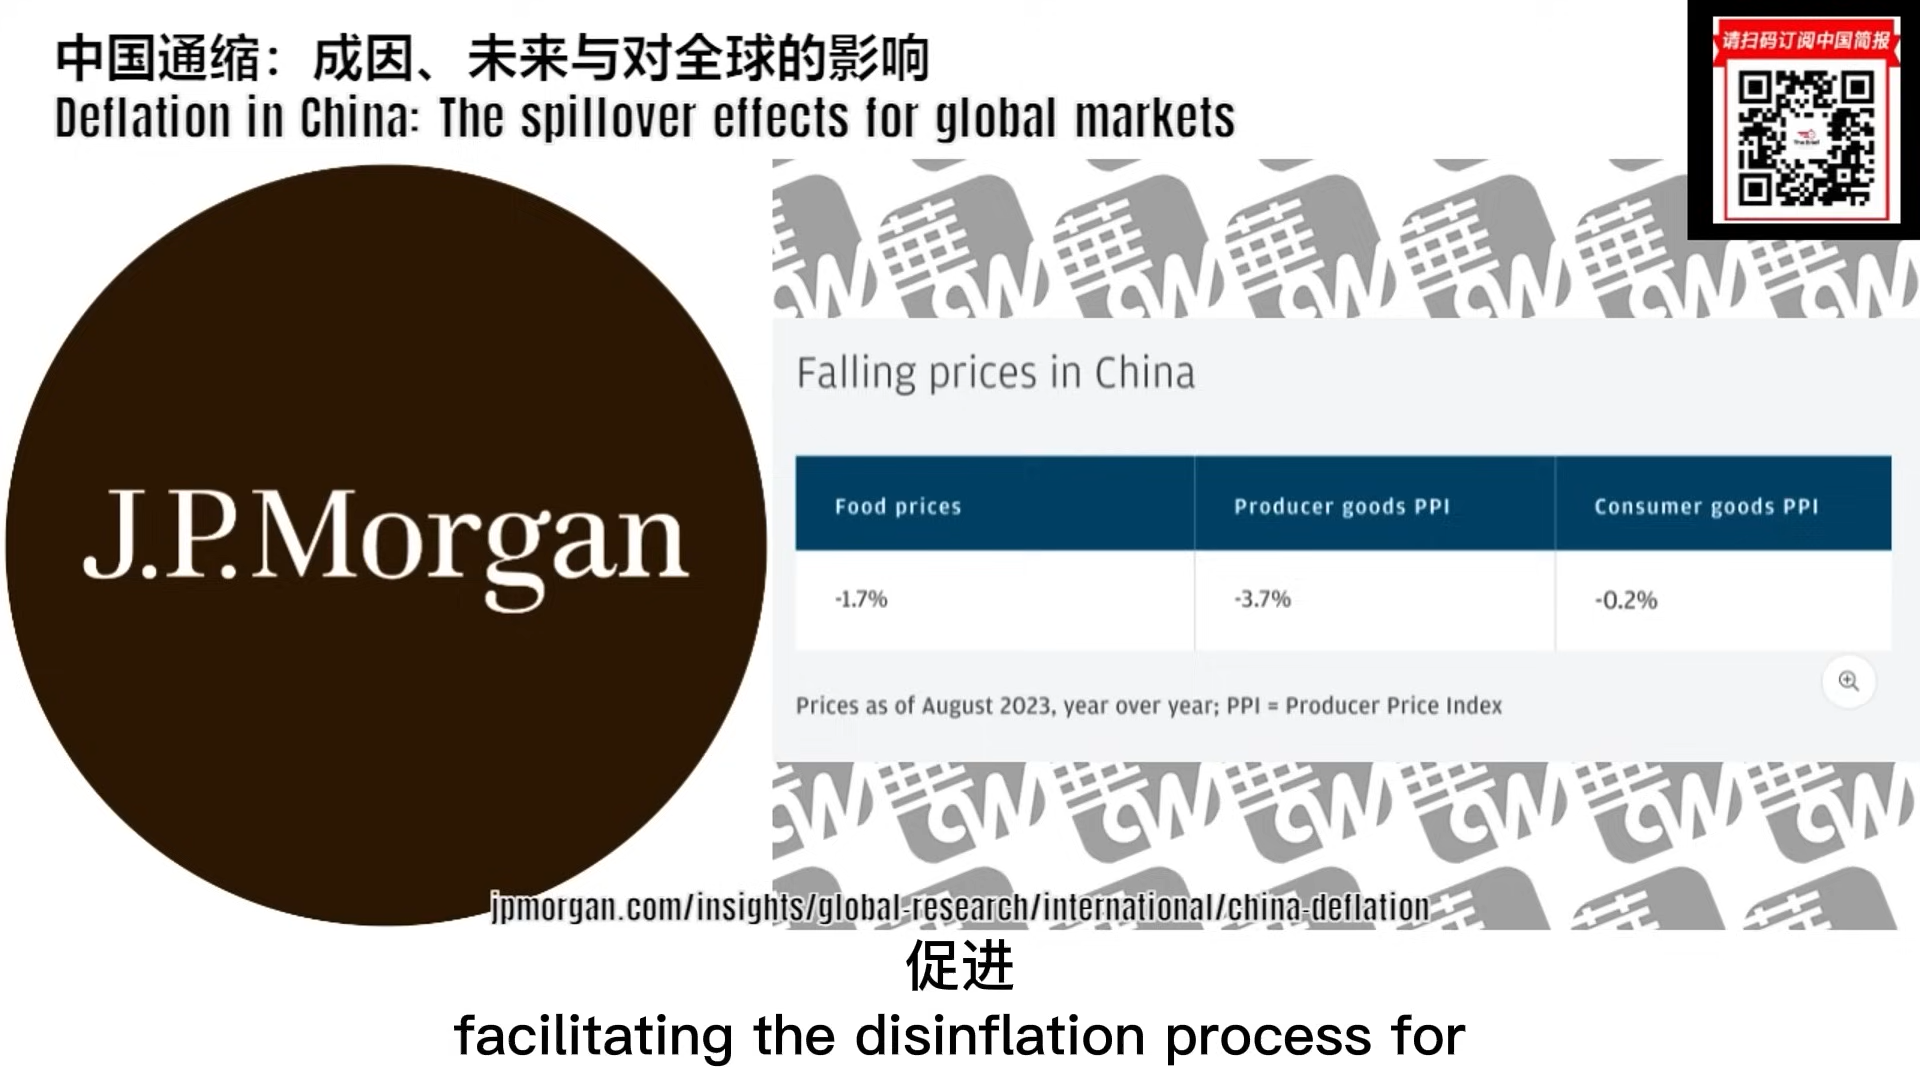 中国通缩：成因、未来与对全球的影响
Deflation in China: The spillover effects for global markets
请扫码订阅中国简报
J.P.Morgan
Falling prices in China
Food prices Producer goods PPI Consumer goods PPI
-1.7% -3.7% -0.2%
Prices as of August 2023, year over year; PPI = Producer Price Index
jpmorgan.com/insights/global-research/international/china-deflation
促进
facilitating the disinflation process for